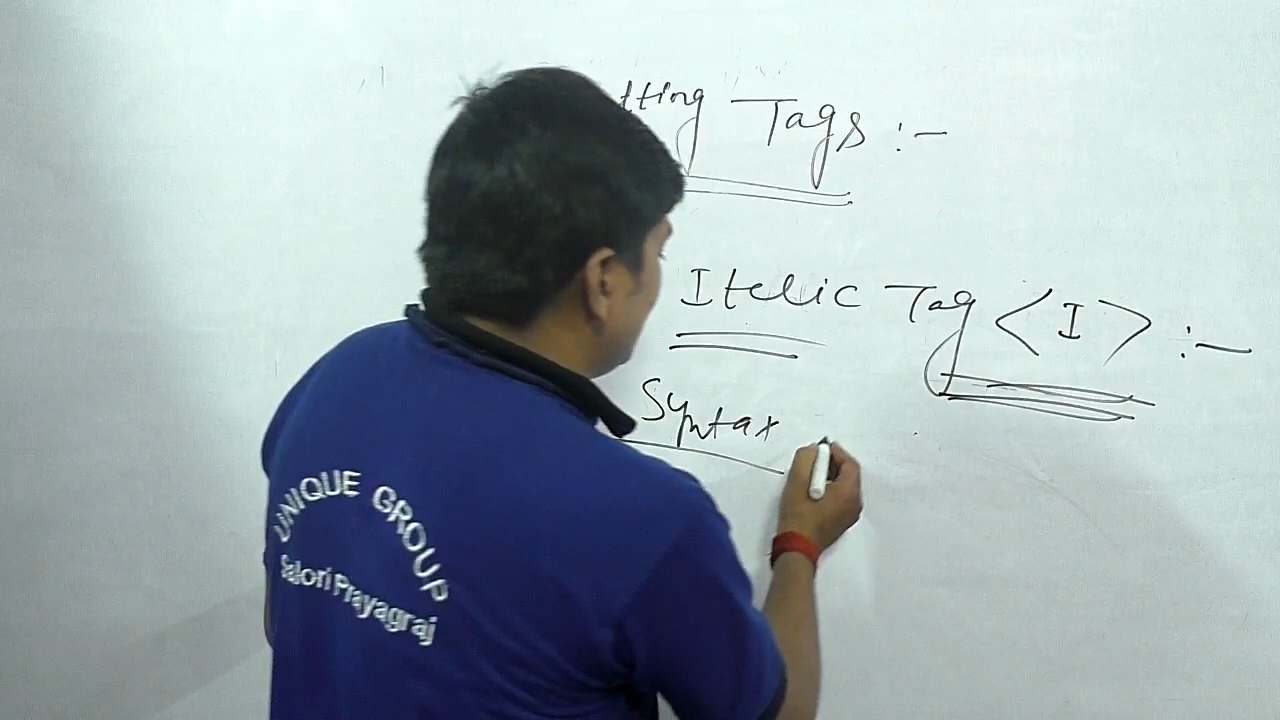 tting Tags :-
Itelic Tag <I> :-
Syntax
UNIQUE GROUP
Salori Prayagraj